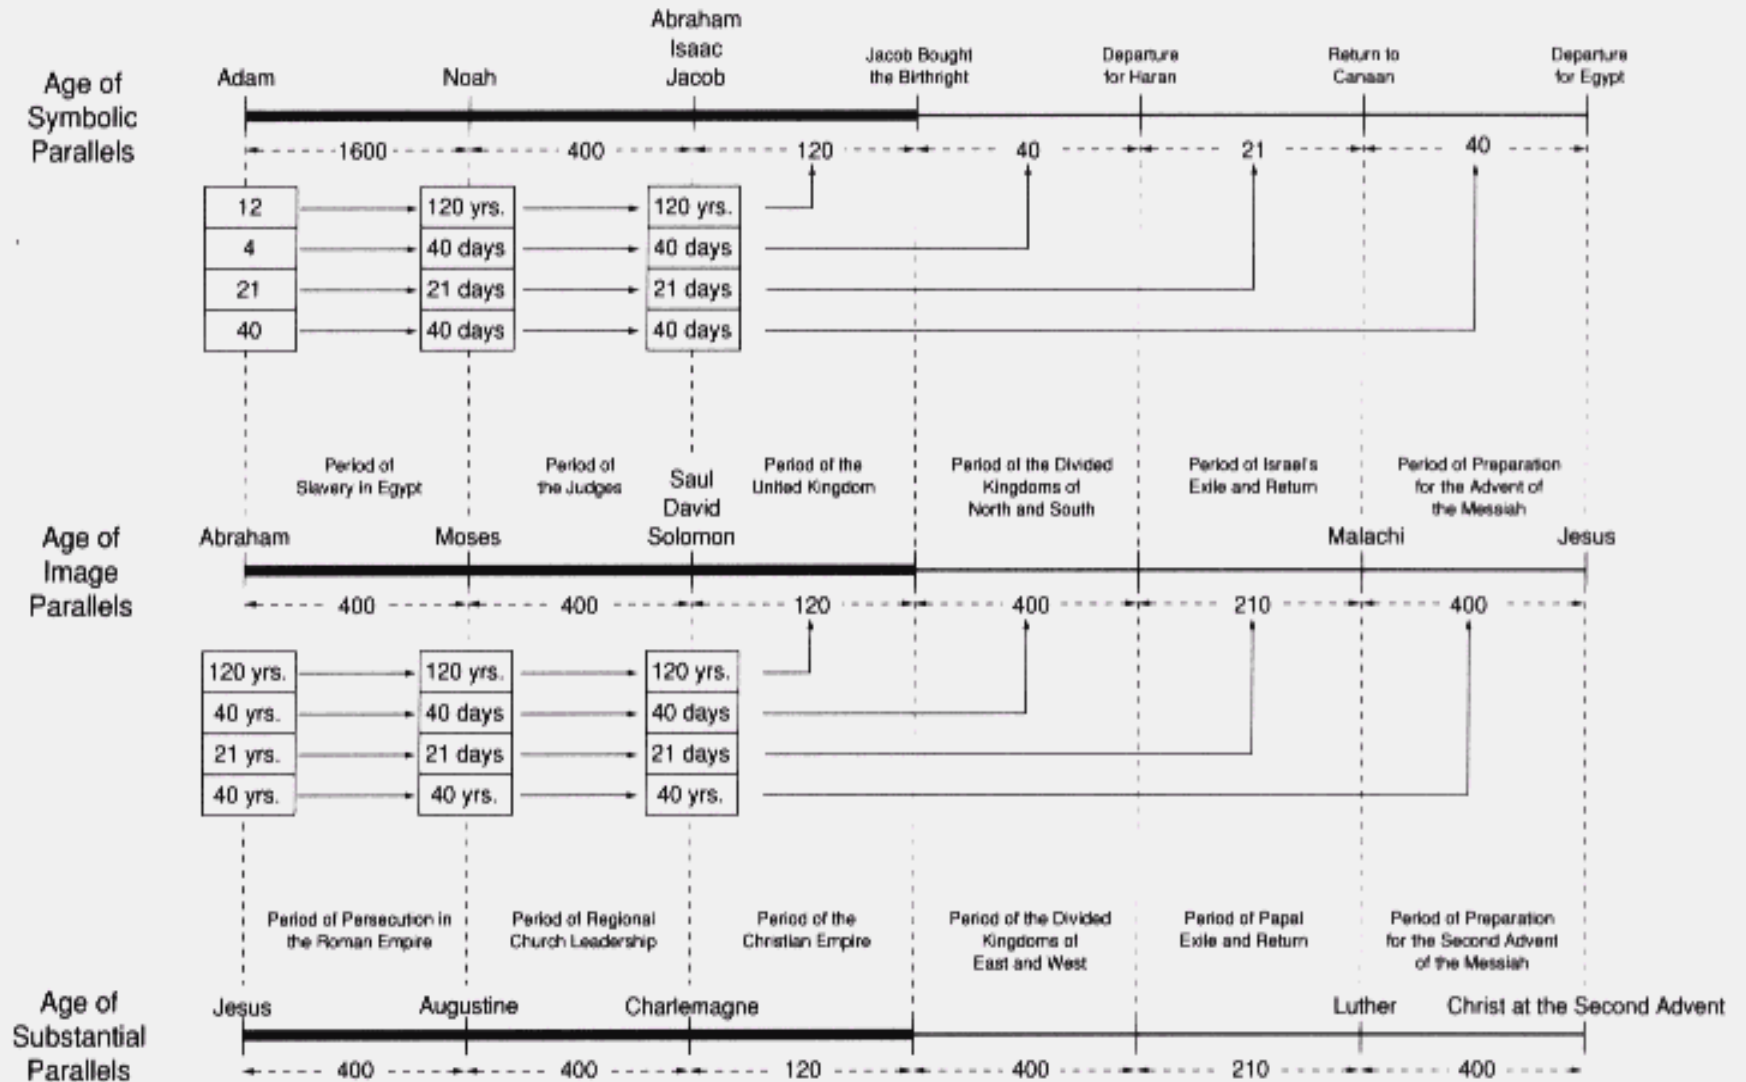 Age of
Symbolic
Parallels
Adam
Noah
Abraham
Isaac
Jacob
Jacob Bought
the Birthright
Departure
for Haran
Return to
Canaan
Departure
for Egypt
1600
400
120
40
21
40
12
120 yrs.
120 yrs.
4
40 days
40 days
21
21 days
21 days
40
40 days
40 days
Period of
Slavery in Egypt
Period of
the Judges
Period of the
United Kingdom
Period of the Divided
Kingdoms of
North and South
Period of Israel's
Exile and Return
Period of Preparation
for the Advent of
the Messiah
Age of
Image
Parallels
Abraham
Moses
Saul
David
Solomon
Malachi
Jesus
400
400
120
400
210
400
120 yrs.
120 yrs.
120 yrs.
40 yrs.
40 days
40 days
21 yrs.
21 days
21 days
40 yrs.
40 yrs.
40 yrs.
Period of Persecution in
the Roman Empire
Period of Regional
Church Leadership
Period of the
Christian Empire
Period of the Divided
Kingdoms of
East and West
Period of Papal
Exile and Return
Period of Preparation
for the Second Advent
of the Messiah
Age of
Substantial
Parallels
Jesus
Augustine
Charlemagne
Luther
Christ at the Second Advent
400
400
120
400
210
400